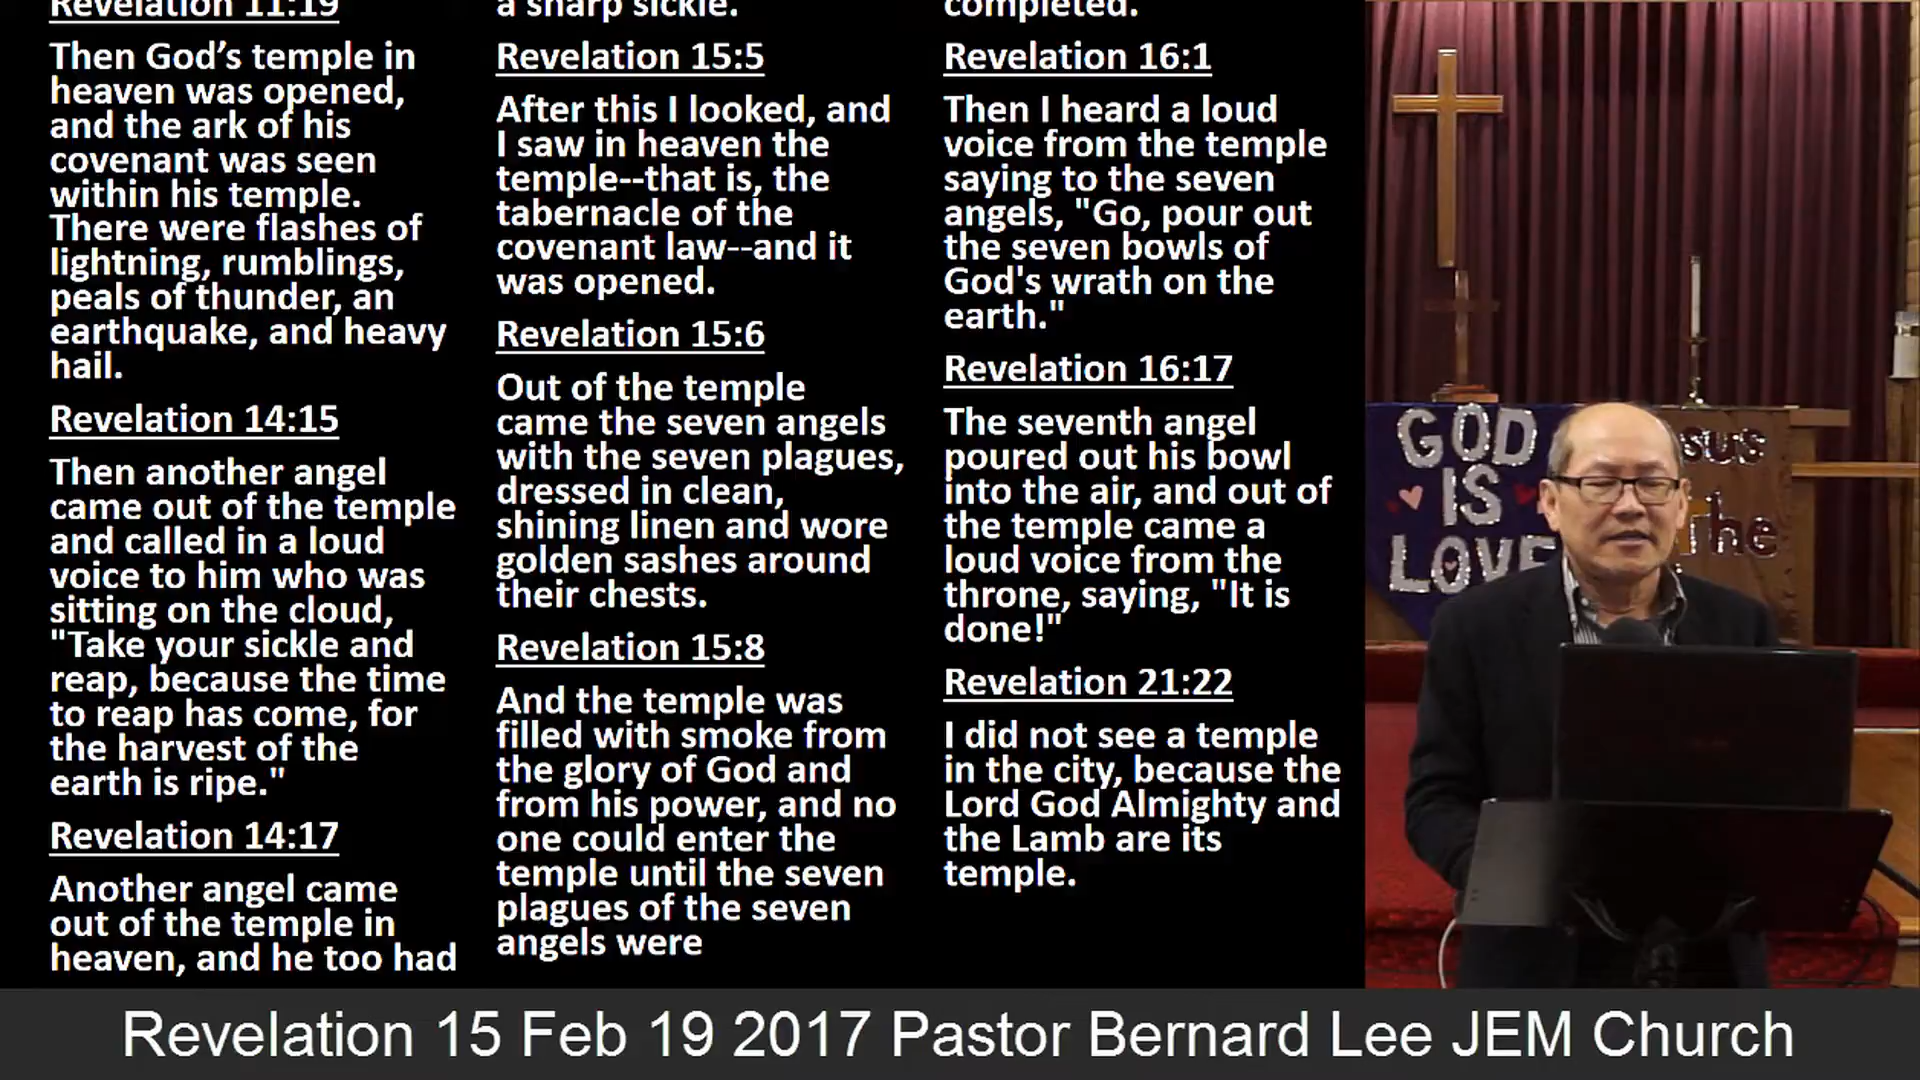 Revelation 11:19
Then God’s temple in
heaven was opened,
and the ark of his
covenant was seen
within his temple.
There were flashes of
lightning, rumblings,
peals of thunder, an
earthquake, and heavy
hail.
Revelation 14:15
Then another angel
came out of the temple
and called in a loud
voice to him who was
sitting on the cloud,
"Take your sickle and
reap, because the time
to reap has come, for
the harvest of the
earth is ripe."
Revelation 14:17
Another angel came
out of the temple in
heaven, and he too had
a sharp sickle.
Revelation 15:5
After this I looked, and
I saw in heaven the
temple--that is, the
tabernacle of the
covenant law--and it
was opened.
Revelation 15:6
Out of the temple
came the seven angels
with the seven plagues,
dressed in clean,
shining linen and wore
golden sashes around
their chests.
Revelation 15:8
And the temple was
filled with smoke from
the glory of God and
from his power, and no
one could enter the
temple until the seven
plagues of the seven
angels were
completed.
Revelation 16:1
Then I heard a loud
voice from the temple
saying to the seven
angels, "Go, pour out
the seven bowls of
God's wrath on the
earth."
Revelation 16:17
The seventh angel
poured out his bowl
into the air, and out of
the temple came a
loud voice from the
throne, saying, "It is
done!"
Revelation 21:22
I did not see a temple
in the city, because the
Lord God Almighty and
the Lamb are its
temple.
GOD
IS
LOVE
the
Revelation 15 Feb 19 2017 Pastor Bernard Lee JEM Church